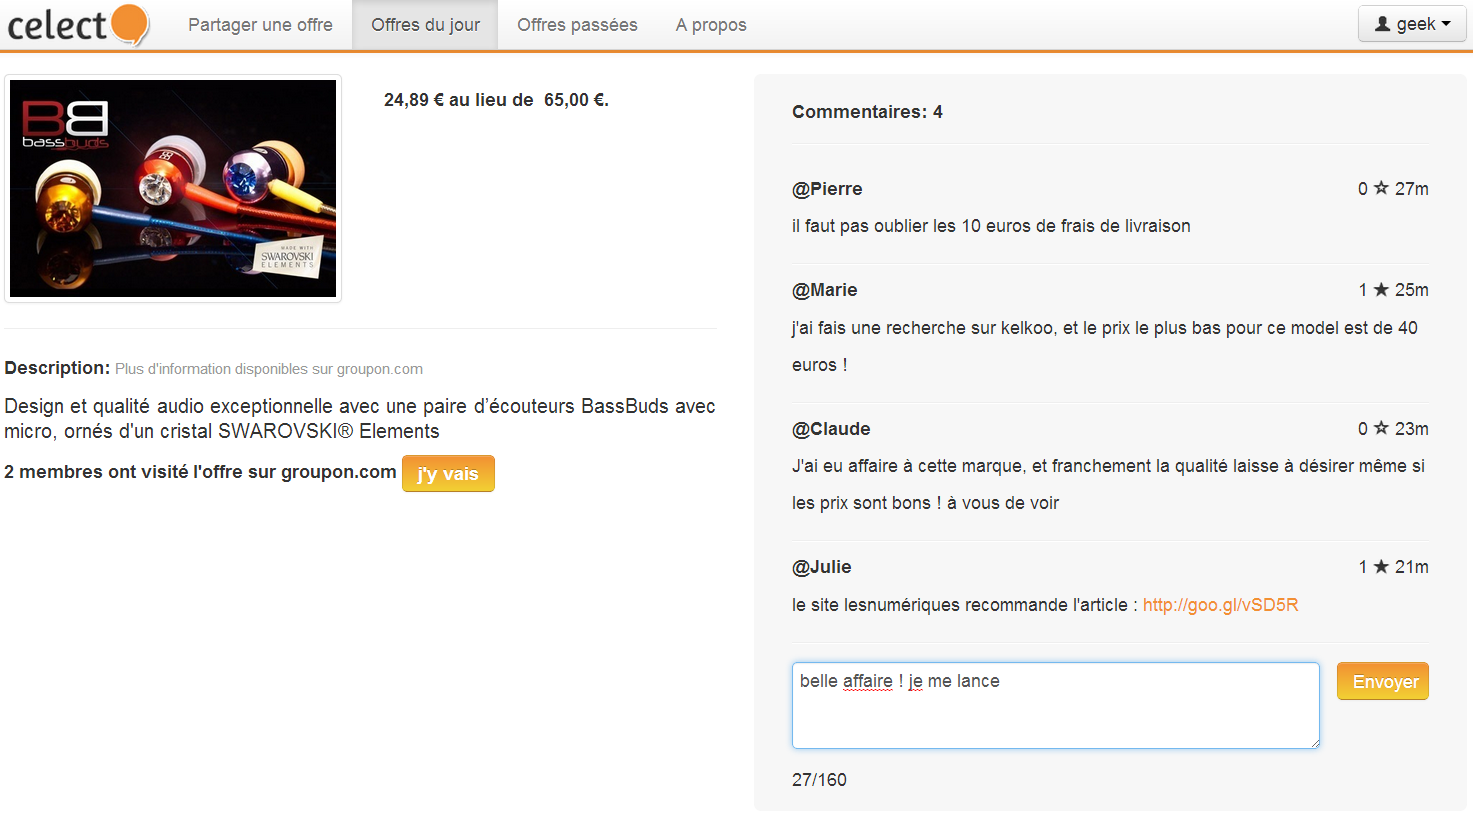 celect
Partager une offre
Offres du jour
Offres passées
A propos
geek
BB
bassbuds
MADE WITH
SWAROVSKI
ELEMENTS
24,89 € au lieu de 65,00 €.
Description: Plus d'information disponibles sur groupon.com
Design et qualité audio exceptionnelle avec une paire d’écouteurs BassBuds avec
micro, ornés d'un cristal SWAROVSKI® Elements
2 membres ont visité l'offre sur groupon.com j'y vais
Commentaires: 4
@Pierre 0 27m
il faut pas oublier les 10 euros de frais de livraison
@Marie 1 25m
j'ai fais une recherche sur kelkoo, et le prix le plus bas pour ce model est de 40
euros !
@Claude 0 23m
J'ai eu affaire à cette marque, et franchement la qualité laisse à désirer même si
les prix sont bons ! à vous de voir
@Julie 1 21m
le site lesnumériques recommande l'article : http://goo.gl/vSD5R
belle affaire ! je me lance
Envoyer
27/160